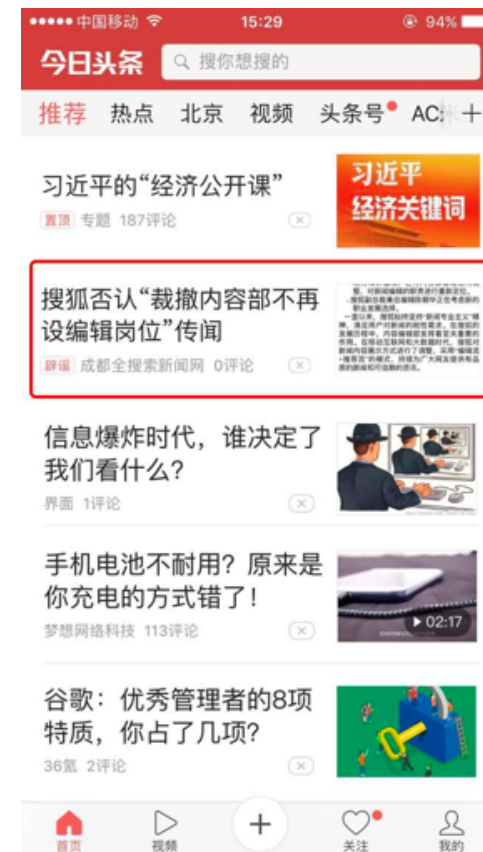 中国移动 15:29 94%
今日头条 搜你想搜的
推荐 热点 北京 视频 头条号
习近平的“经济公开课”
置顶 专题 187评论
习近平
经济关键词
搜狐否认“裁撤内容部不再
设编辑岗位”传闻
辟谣 成都全搜索新闻网 0评论
信息爆炸时代，谁决定了
我们看什么？
界面 1评论
手机电池不耐用？原来是
你充电的方式错了！
梦想网络科技 113评论
02:17
谷歌：优秀管理者的8项
特质，你占了几项？
36氪 2评论
首页 视频 关注 我的